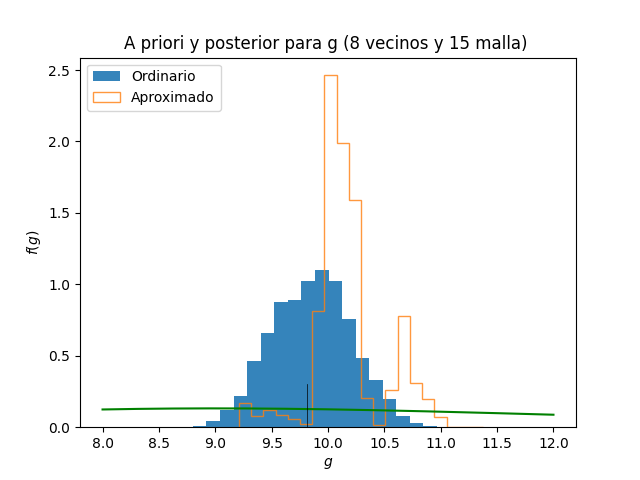 A priori y posterior para g (8 vecinos y 15 malla)
Ordinario
Aproximado
2.5
2.0
1.5
1.0
0.5
0.0
f(g)
8.0 8.5 9.0 9.5 10.0 10.5 11.0 11.5 12.0
g